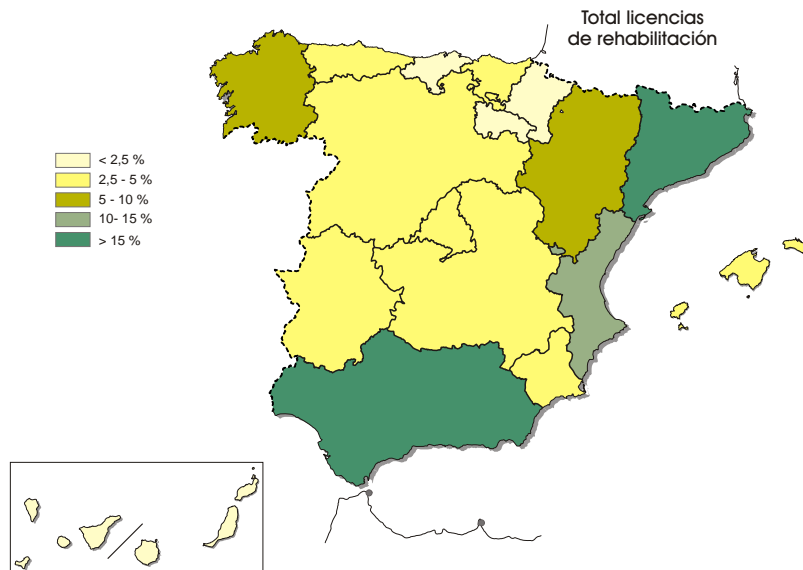 Total licencias
de rehabilitación
< 2,5 %
2,5 - 5 %
5 - 10 %
10- 15 %
> 15 %